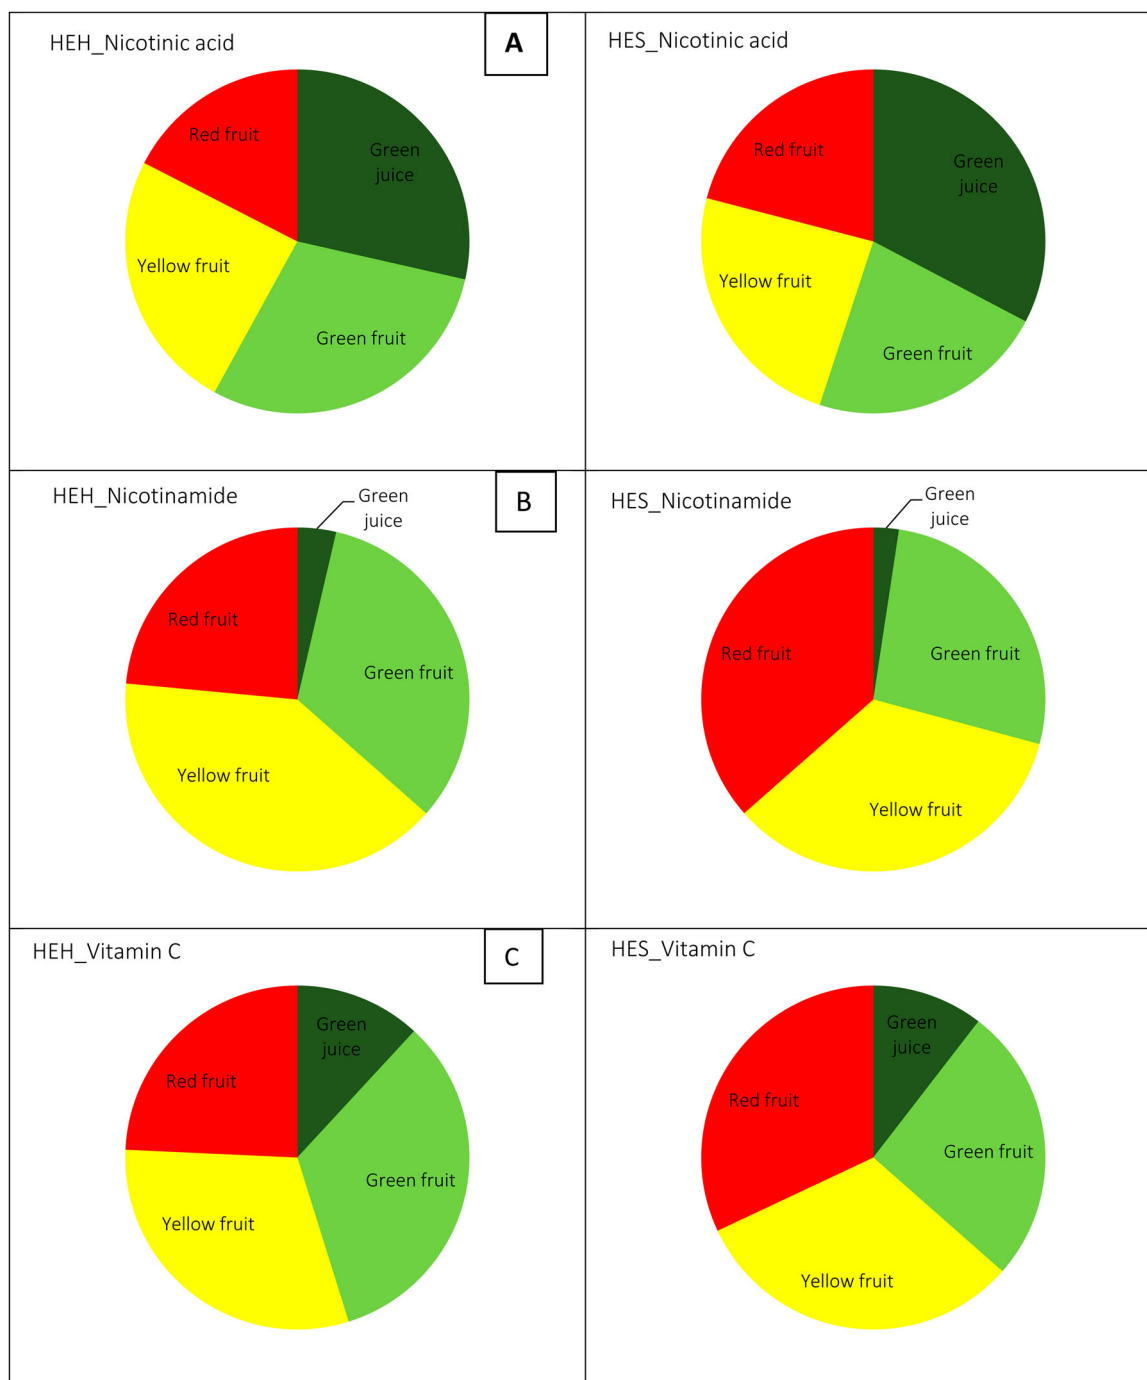 HEH_Nicotinic acid
A
Red fruit
Green
juice
Yellow fruit
Green fruit
HES_Nicotinic acid
Red fruit
Green
juice
Yellow fruit
Green fruit
HEH_Nicotinamide
B
Green
juice
Red fruit
Green fruit
Yellow fruit
HES_Nicotinamide
Green
juice
Red fruit
Green fruit
Yellow fruit
HEH_Vitamin C
C
Green
juice
Red fruit
Green fruit
Yellow fruit
HES_Vitamin C
Green
juice
Red fruit
Green fruit
Yellow fruit